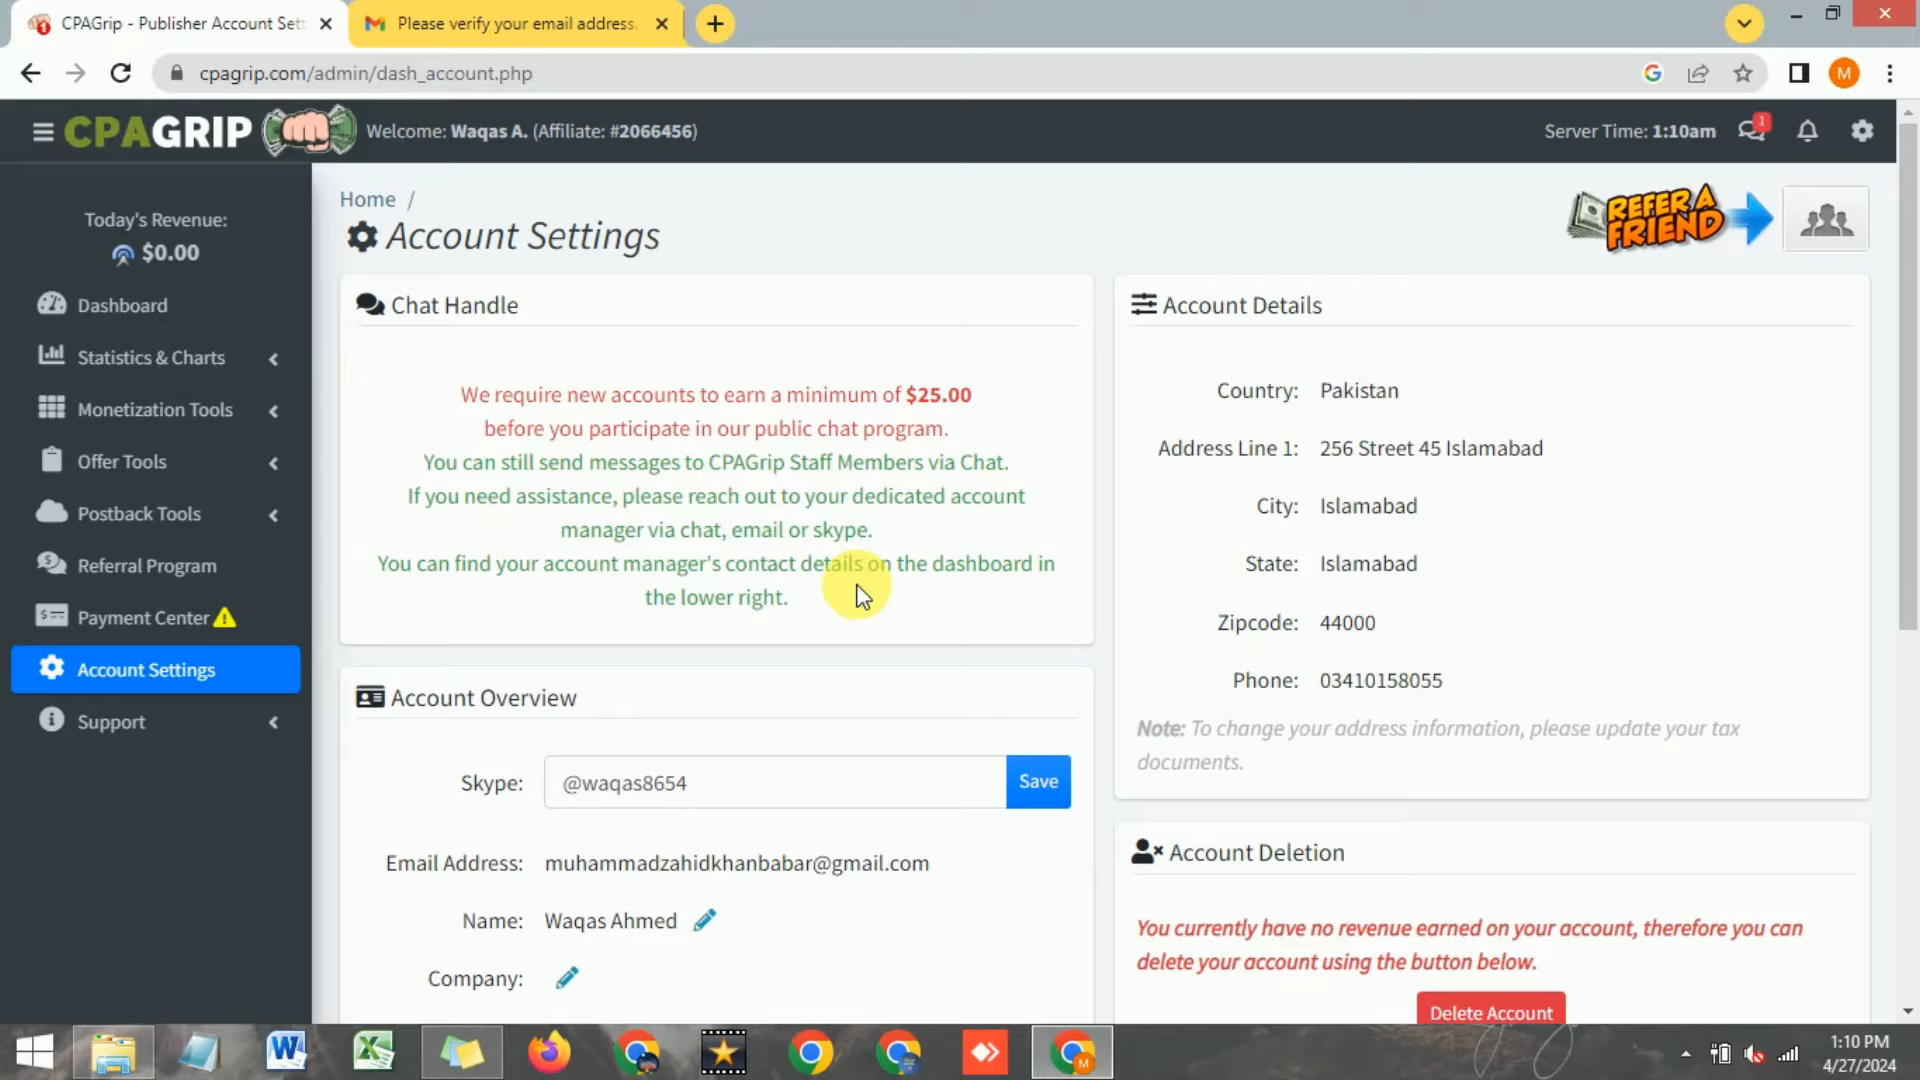 CPAGrip - Publisher Account Sett
Please verify your email address.
cpagrip.com/admin/dash_account.php
M
CPAGRIP
Welcome: Waqas A. (Affiliate: #2066456)
Server Time: 1:10am
1
Today's Revenue:
$0.00
Dashboard
Statistics & Charts
Monetization Tools
Offer Tools
Postback Tools
Referral Program
Payment Center
Account Settings
Support
Home /
Account Settings
REFER A
FRIEND
Chat Handle
We require new accounts to earn a minimum of $25.00
before you participate in our public chat program.
You can still send messages to CPAGrip Staff Members via Chat.
If you need assistance, please reach out to your dedicated account
manager via chat, email or skype.
You can find your account manager's contact details on the dashboard in
the lower right.
Account Overview
Skype: @waqas8654 Save
Email Address: muhammadzahidkhanbabar@gmail.com
Name: Waqas Ahmed
Company:
Account Details
Country: Pakistan
Address Line 1: 256 Street 45 Islamabad
City: Islamabad
State: Islamabad
Zipcode: 44000
Phone: 03410158055
Note: To change your address information, please update your tax
documents.
Account Deletion
You currently have no revenue earned on your account, therefore you can
delete your account using the button below.
Delete Account
1:10 PM
4/27/2024